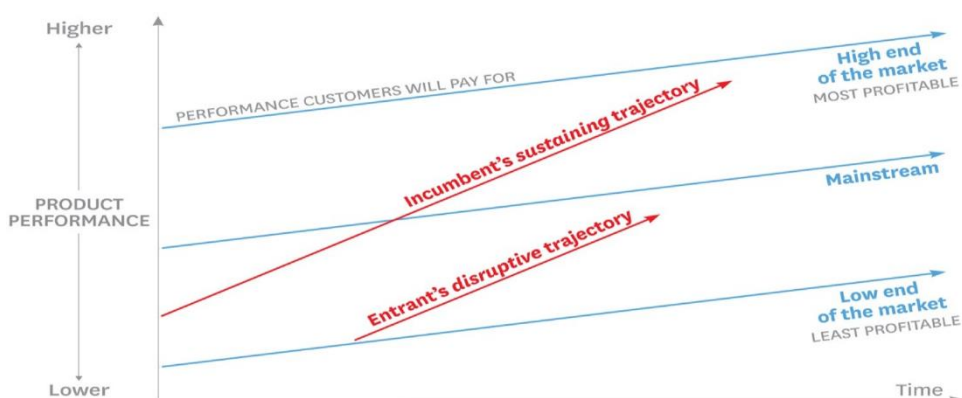 Higher
PERFORMANCE CUSTOMERS WILL PAY FOR
High end
of the market
MOST PROFITABLE
Incumbent's sustaining trajectory
Mainstream
PRODUCT
PERFORMANCE
Entrant's disruptive trajectory
Low end
of the market
LEAST PROFITABLE
Lower
Time